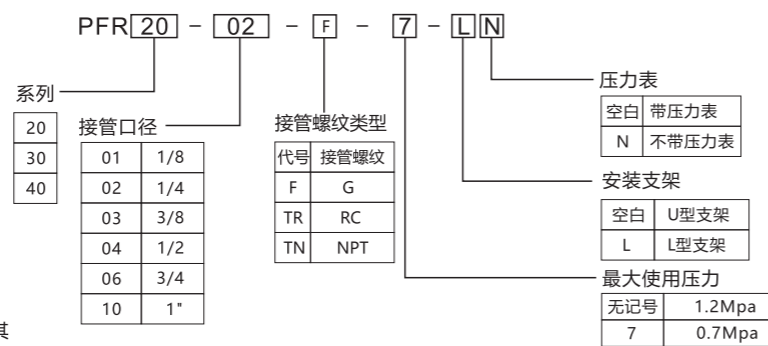 PFR 20 - 02 - F - 7 - L N
系列
20
30
40
接管口径
01 1/8
02 1/4
03 3/8
04 1/2
06 3/4
10 1"
接管螺纹类型
代号 接管螺纹
F G
TR RC
TN NPT
压力表
空白 带压力表
N 不带压力表
安装支架
空白 U型支架
L L型支架
最大使用压力
无记号 1.2Mpa
7 0.7Mpa